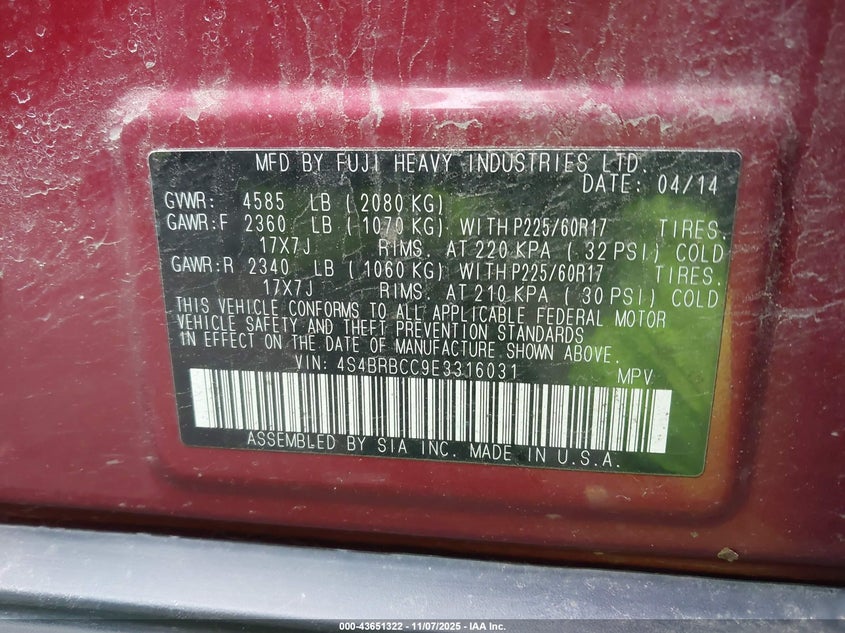 MFD BY FUJI HEAVY INDUSTRIES LTD.
DATE: 04/14
GVWR: 4585 LB ( 2080 KG)
GAWR:F 2360 LB ( 1070 KG) WITH P225/60R17 TIRES.
17X7J RIMS. AT 220 KPA ( 32 PSI) COLD
GAWR:R 2340 LB ( 1060 KG) WITH P225/60R17 TIRES.
17X7J RIMS. AT 210 KPA ( 30 PSI) COLD
THIS VEHICLE CONFORMS TO ALL APPLICABLE FEDERAL MOTOR
VEHICLE SAFETY AND THEFT PREVENTION STANDARDS
IN EFFECT ON THE DATE OF MANUFACTURE SHOWN ABOVE.
VIN: 4S4BRBCC9E3316031 MPV
ASSEMBLED BY SIA INC. MADE IN U.S.A.
000-43651322 - 11/07/2025 - IAA Inc.